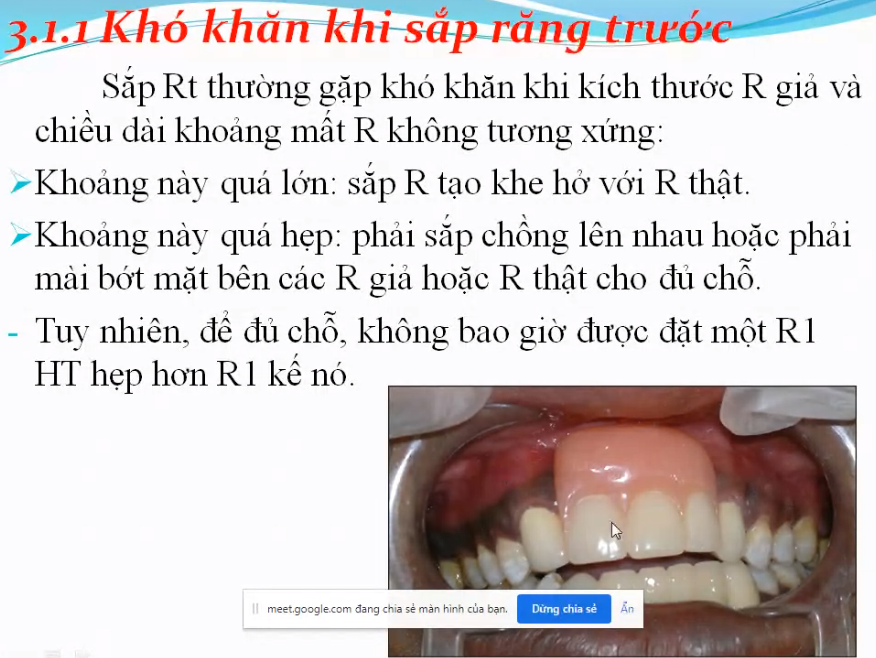 3.1.1 Khó khăn khi sắp răng trước
Sắp Rt thường gặp khó khăn khi kích thước R giả và
chiều dài khoảng mất R không tương xứng:
➢Khoảng này quá lớn: sắp R tạo khe hở với R thật.
➢Khoảng này quá hẹp: phải sắp chồng lên nhau hoặc phải
mài bớt mặt bên các R giả hoặc R thật cho đủ chỗ.
- Tuy nhiên, để đủ chỗ, không bao giờ được đặt một R1
HT hẹp hơn R1 kế nó.
meet.google.com đang chia sẻ màn hình của bạn. Dừng chia sẻ Ẩn